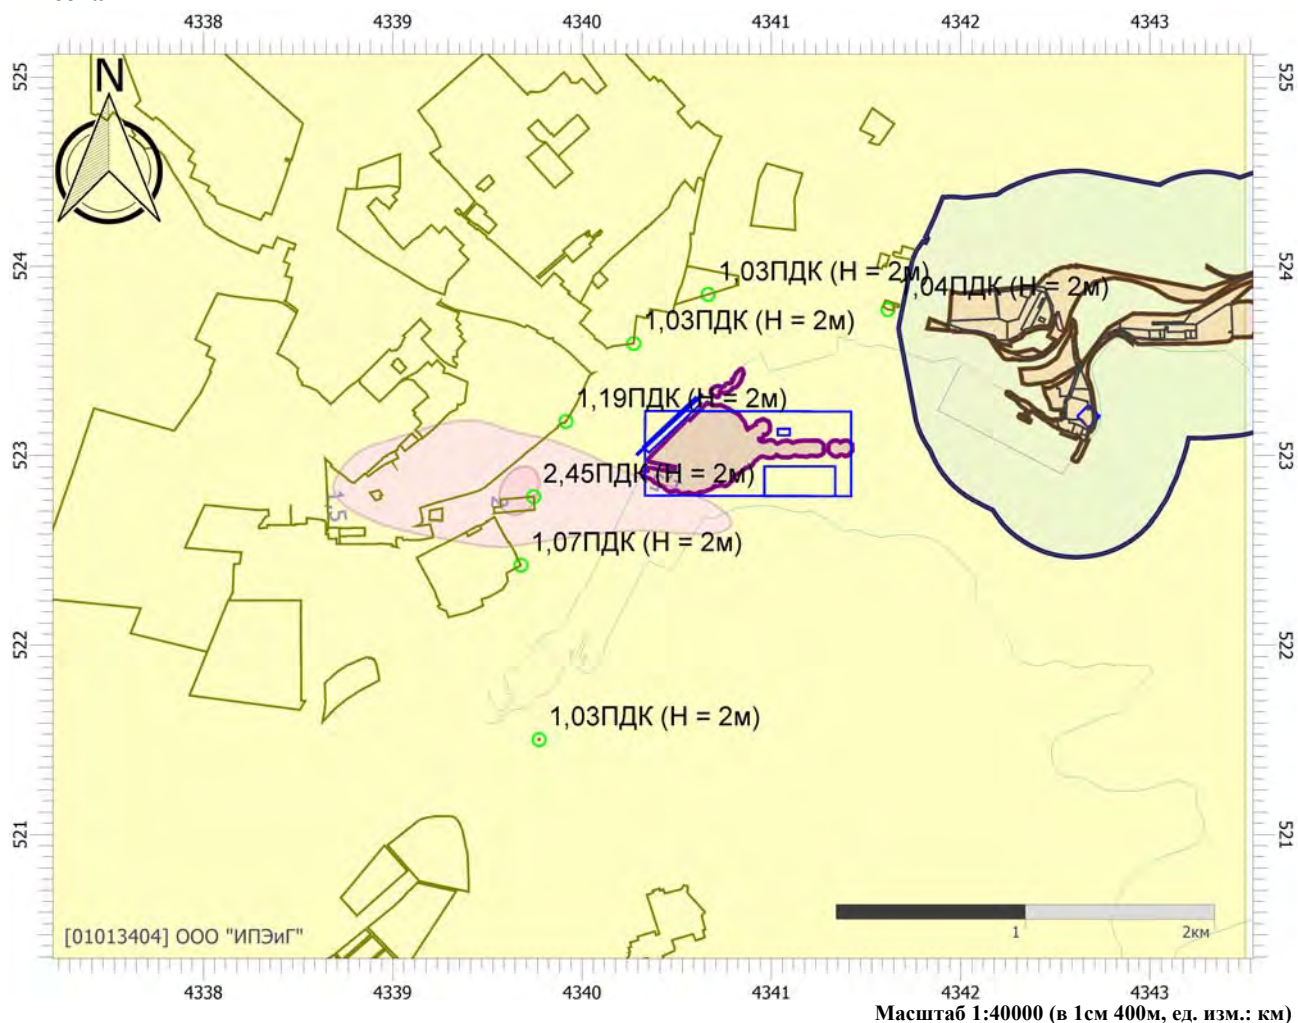 4338 4339 4340 4341 4342 4343
525 525
N
524 524
1,03ПДК (Н = 2м)
,04ПДК (Н = 2м)
1,03ПДК (Н = 2м)
1,19ПДК (Н = 2м)
523 523
2,45ПДК (Н = 2м)
1,5
2
1,07ПДК (Н = 2м)
522 522
1,03ПДК (Н = 2м)
521 521
[01013404] ООО "ИПЭиГ"
1 2км
4338 4339 4340 4341 4342 4343
Масштаб 1:40000 (в 1см 400м, ед. изм.: км)